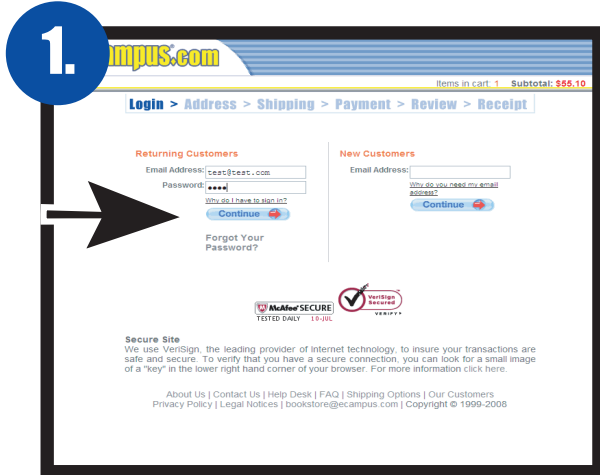 1.
ampus.com
Items in cart: 1 Subtotal: $55.10
Login > Address > Shipping > Payment > Review > Receipt
Returning Customers
Email Address: test@test.com
Password: ••••
Why do I have to sign in?
Continue
Forgot Your
Password?
New Customers
Email Address:
Why do you need my email
address?
Continue
McAfee SECURE
TESTED DAILY 10-JUL
VeriSign
Secured
VERIFY
Secure Site
We use VeriSign, the leading provider of Internet technology, to insure your transactions are
safe and secure. To verify that you have a secure connection, you can look for a small image
of a "key" in the lower right hand corner of your browser. For more information click here.
About Us | Contact Us | Help Desk | FAQ | Shipping Options | Our Customers
Privacy Policy | Legal Notices | bookstore@ecampus.com | Copyright © 1999-2008